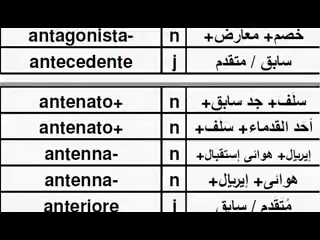 antagonista- n خصم+ معارض+
antecedente j سابق / متقدم
antenato+ n سلف+ جد سابق+
antenato+ n أحد القدماء+ سلف+
antenna- n إيريال+ هوائى إستقبال+
antenna- n هوائى+ إيريال+
anteriore j مُتقدم / سابق